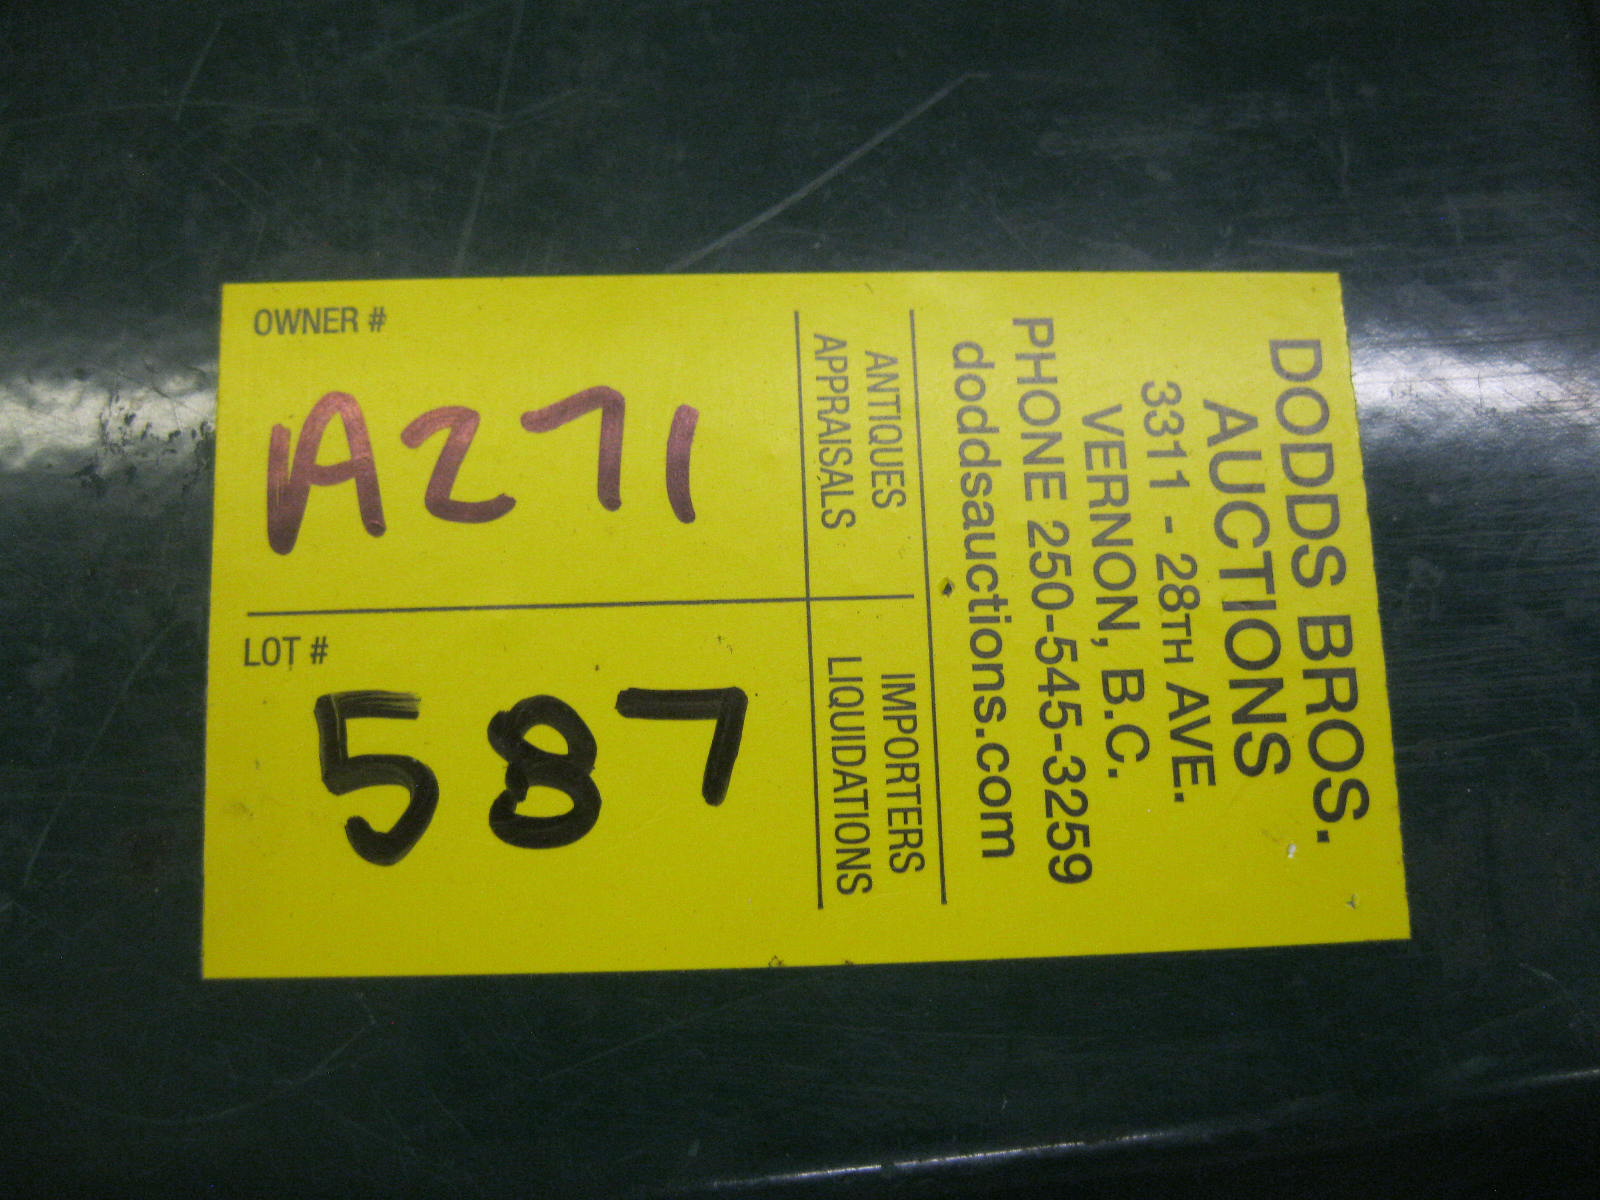 OWNER #
A271
LOT #
587
ANTIQUES IMPORTERS
APPRAISALS LIQUIDATIONS
DODDS BROS.
AUCTIONS
3311 - 28TH AVE.
VERNON, B.C.
PHONE 250-545-3259
doddsauctions.com